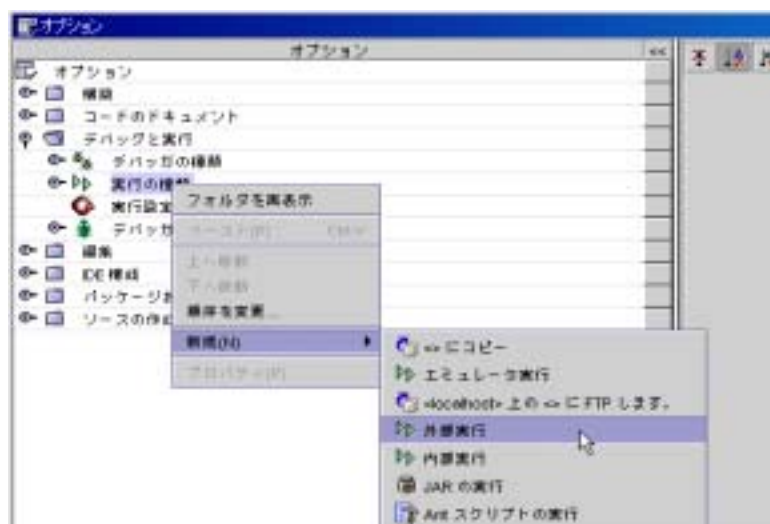 オプション
オプション <<
オプション
構築
コードのドキュメント
デバッグと実行
デバッガの種類
実行の種類
実行設定
デバッガ
編集
IDE 構成
パッケージお
ソースの作成
フォルダを再表示
ペースト(P) Ctrl-V
上へ移動
下へ移動
順序を変更...
新規(N)
プロパティ(P)
<> にコピー
エミュレータ実行
<localhost> 上の <> に FTP します。
外部実行
内部実行
JAR の実行
Ant スクリプトの実行